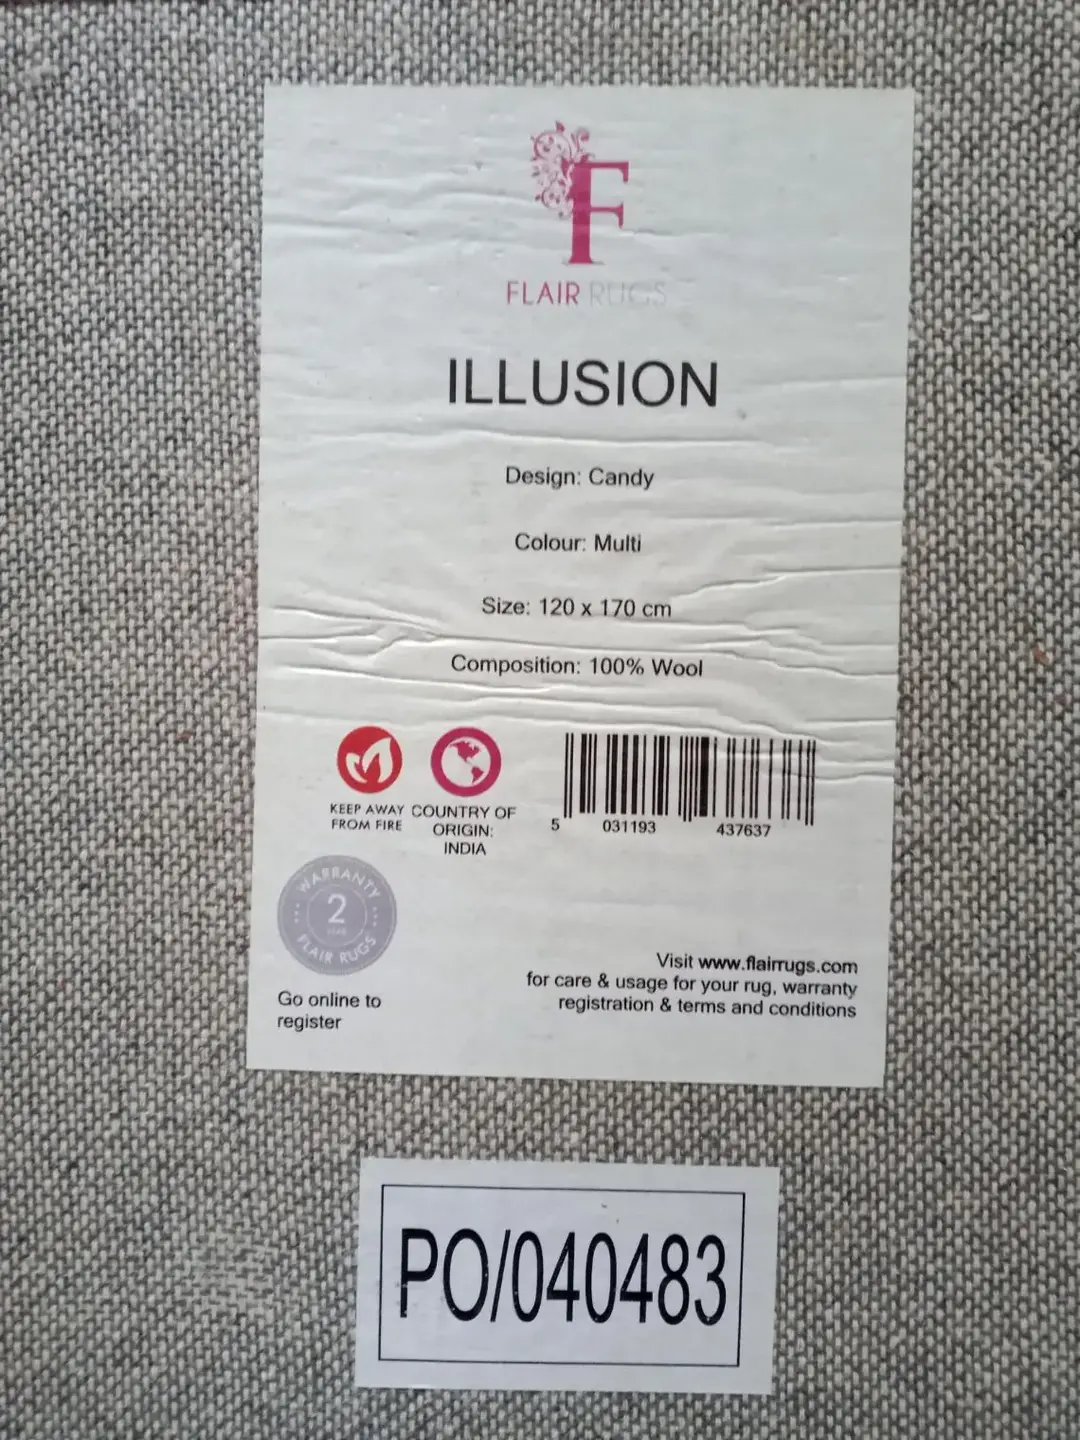 F
FLAIR RUGS
ILLUSION
Design: Candy
Colour: Multi
Size: 120 x 170 cm
Composition: 100% Wool
KEEP AWAY
FROM FIRE
COUNTRY OF
ORIGIN:
INDIA
5 031193 437637
WARRANTY
2
YEAR
FLAIR RUGS
Go online to
register
Visit www.flairrugs.com
for care & usage for your rug, warranty
registration & terms and conditions
PO/040483